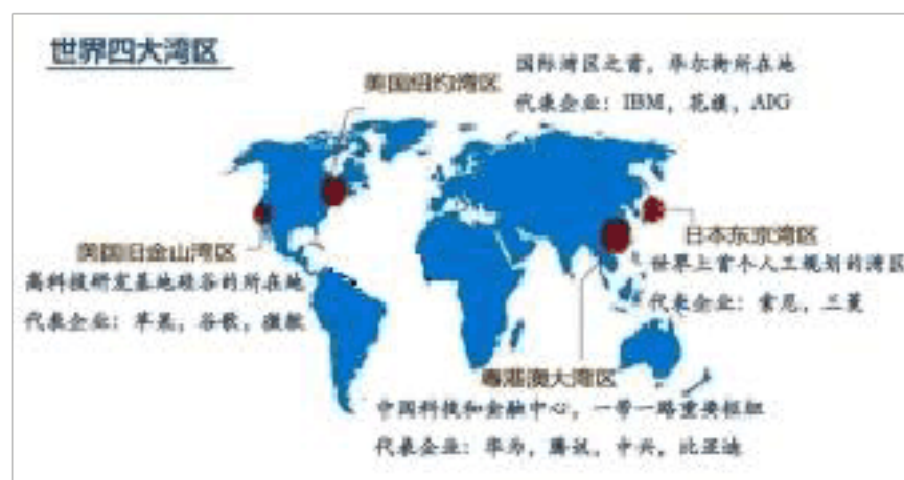 世界四大湾区
美国纽约湾区
国际湾区之首，华尔街所在地
代表企业：IBM，花旗，AIG
美国旧金山湾区
高科技研发基地硅谷的所在地
代表企业：苹果，谷歌，微软
日本东京湾区
世界上首个人工规划的湾区
代表企业：索尼，三菱
粤港澳大湾区
中国科技和金融中心，一带一路重要枢纽
代表企业：华为，腾讯，中兴，比亚迪